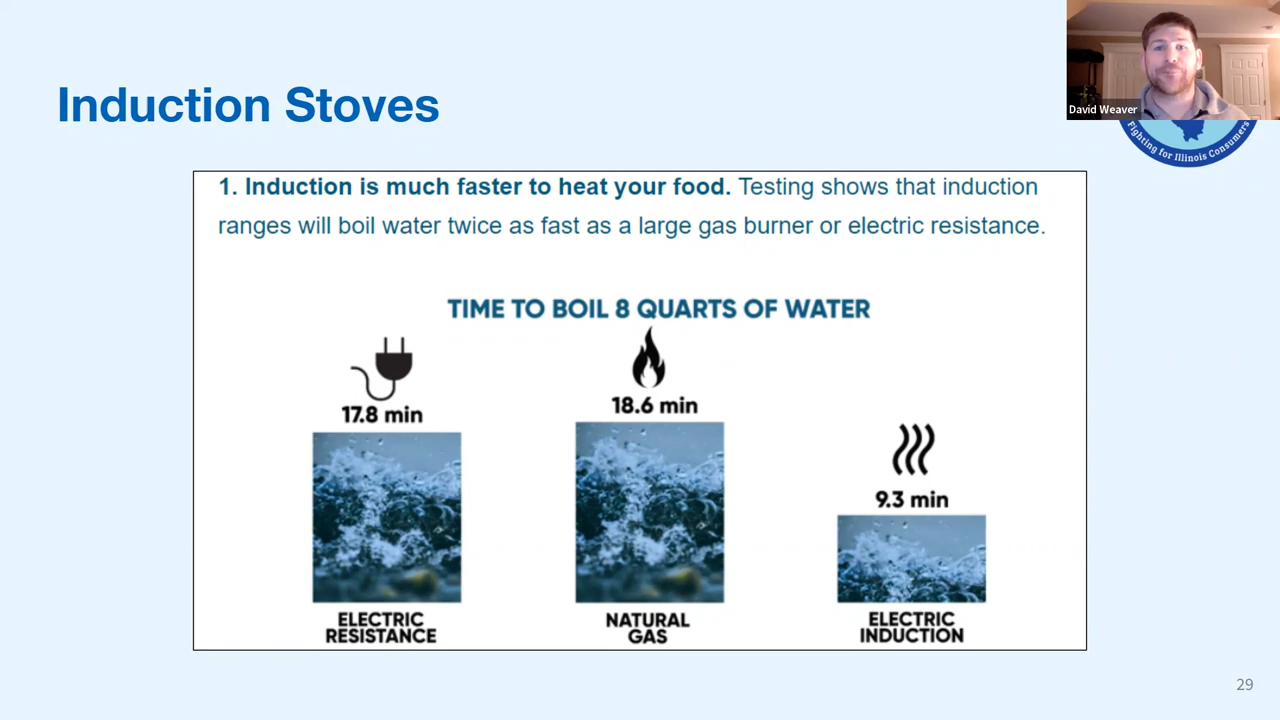 David Weaver
Fighting for Illinois Consumers
Induction Stoves
1. Induction is much faster to heat your food. Testing shows that induction
ranges will boil water twice as fast as a large gas burner or electric resistance.
TIME TO BOIL 8 QUARTS OF WATER
17.8 min
18.6 min
9.3 min
ELECTRIC
RESISTANCE
NATURAL
GAS
ELECTRIC
INDUCTION
29